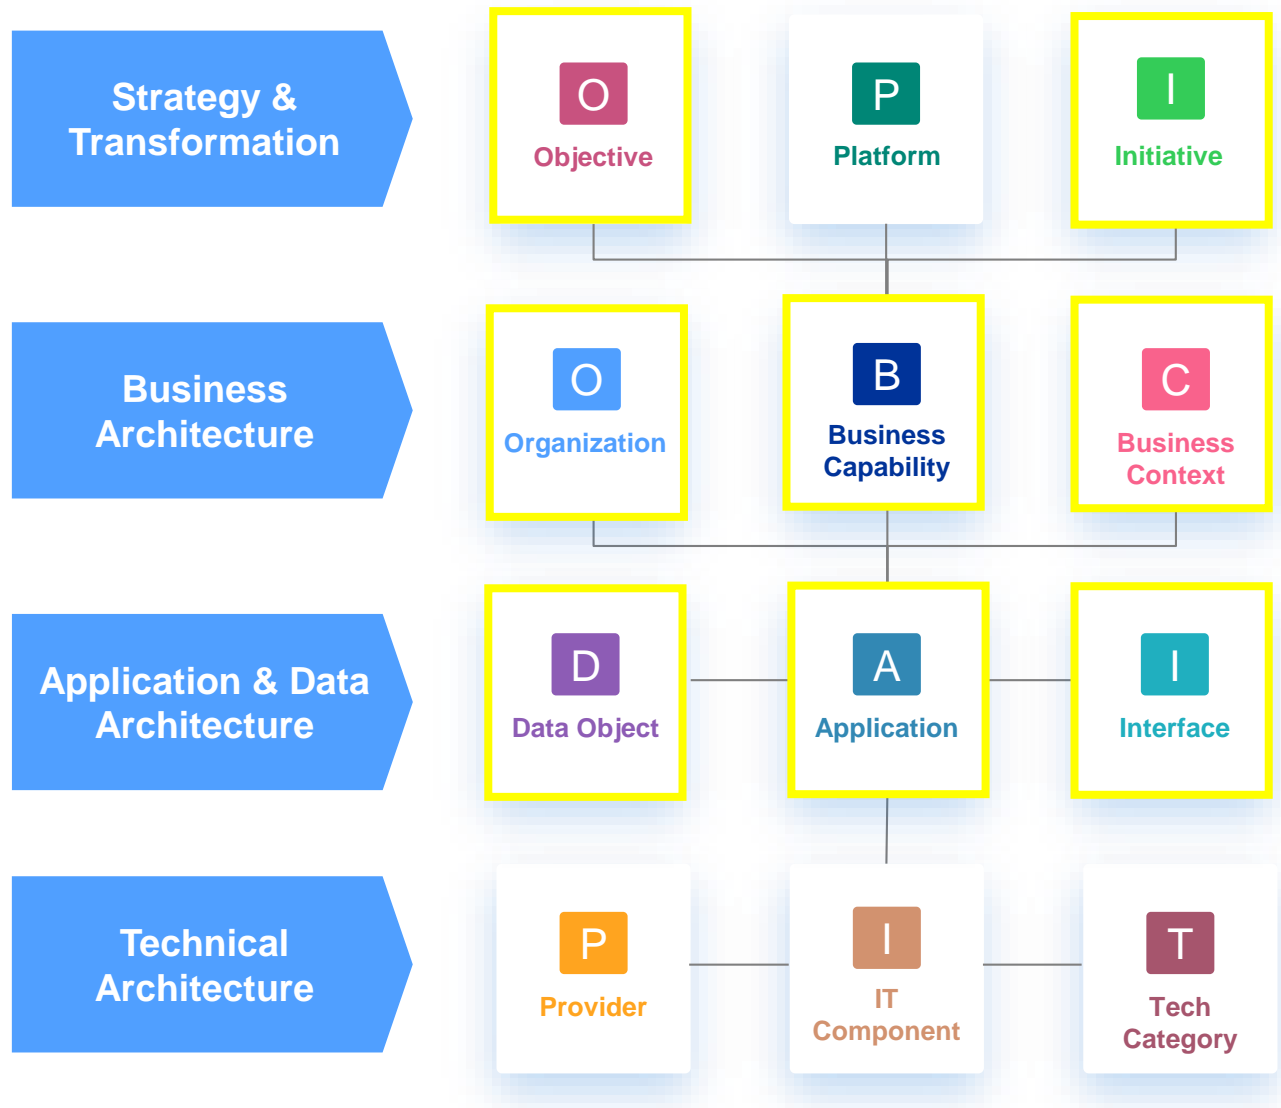 Strategy &
Transformation
O
Objective
P
Platform
I
Initiative
Business
Architecture
O
Organization
B
Business
Capability
C
Business
Context
Application & Data
Architecture
D
Data Object
A
Application
I
Interface
Technical
Architecture
P
Provider
I
IT
Component
T
Tech
Category